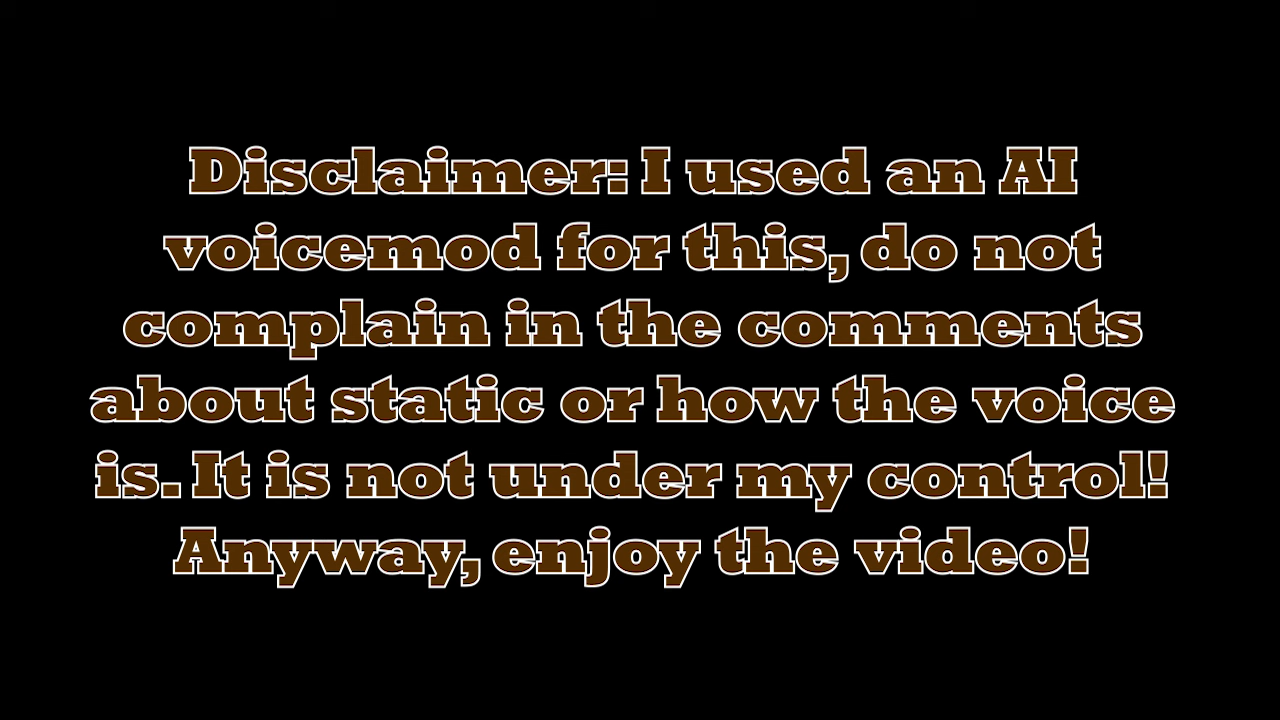 Disclaimer: I used an AI
voicemod for this, do not
complain in the comments
about static or how the voice
is. It is not under my control!
Anyway, enjoy the video!